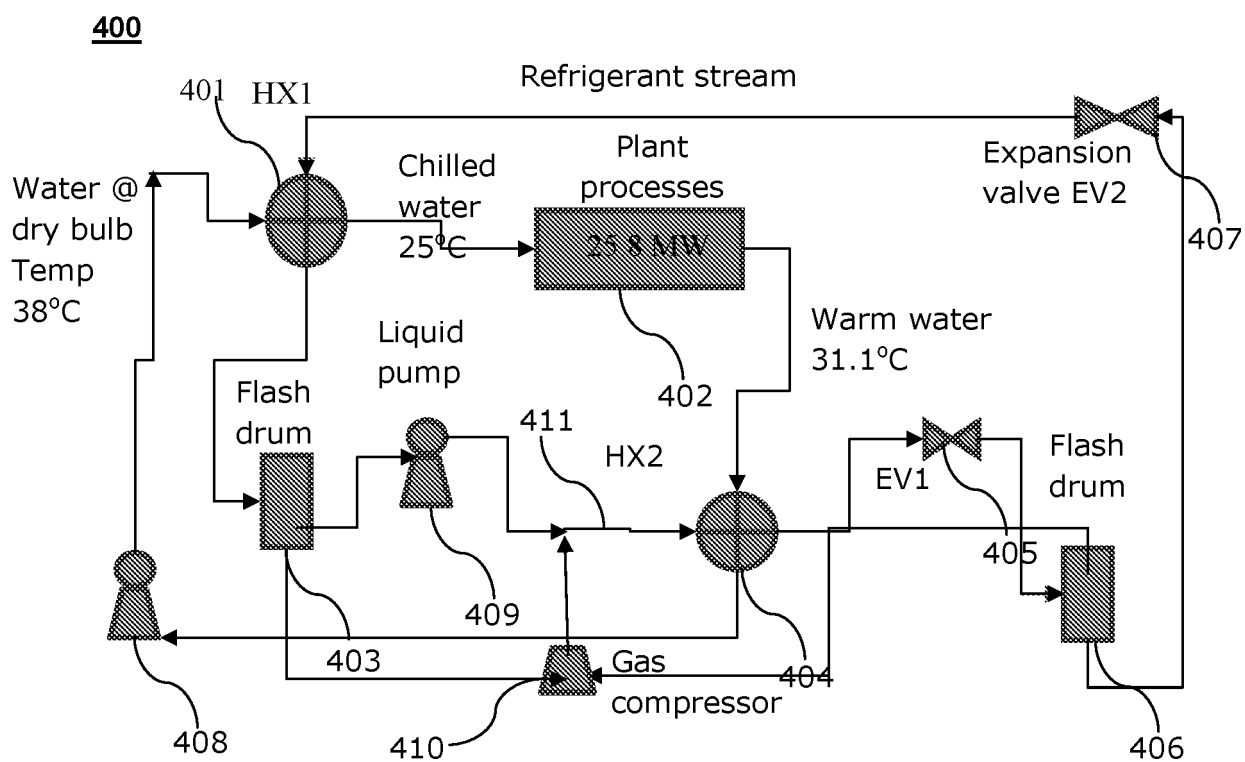 400
Refrigerant stream
401 HX1
Plant
processes
Expansion
valve EV2
Chilled
water
25°C
Water @
dry bulb
Temp
38°C
25.8 MW
407
Warm water
31.1°C
Liquid
pump
402
Flash
drum
411
HX2
EV1
Flash
drum
405
409
403
404
Gas
compressor
410
408
406